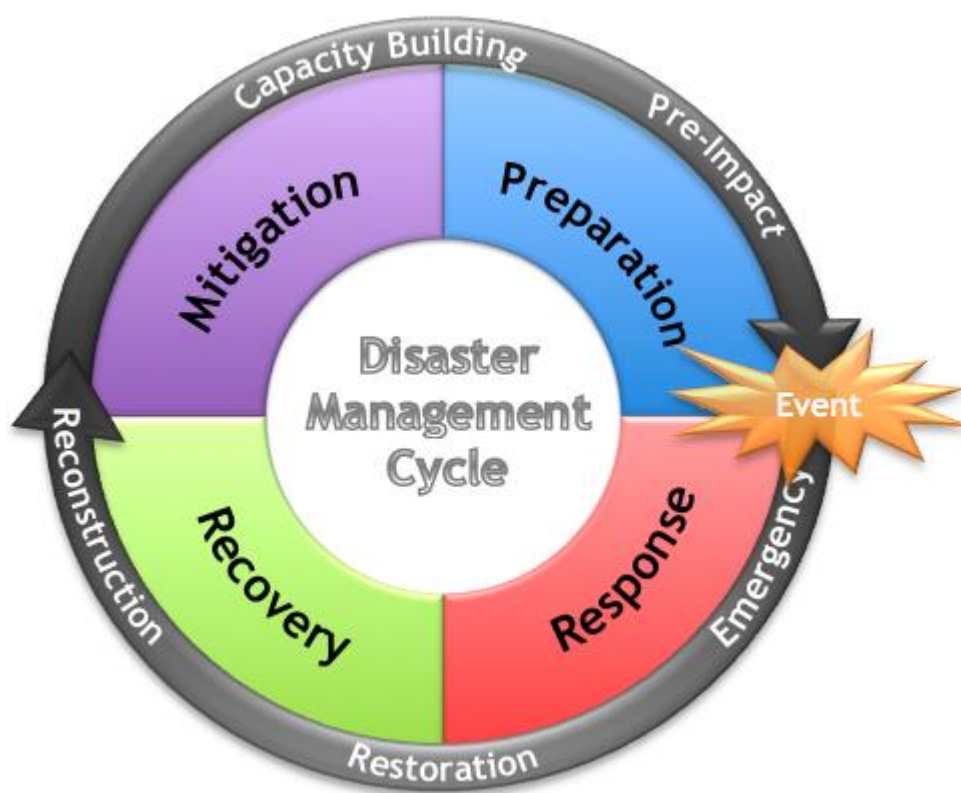 Capacity Building
Pre-Impact
Mitigation
Preparation
Disaster
Management
Cycle
Event
Reconstruction
Recovery
Response
Emergency
Restoration